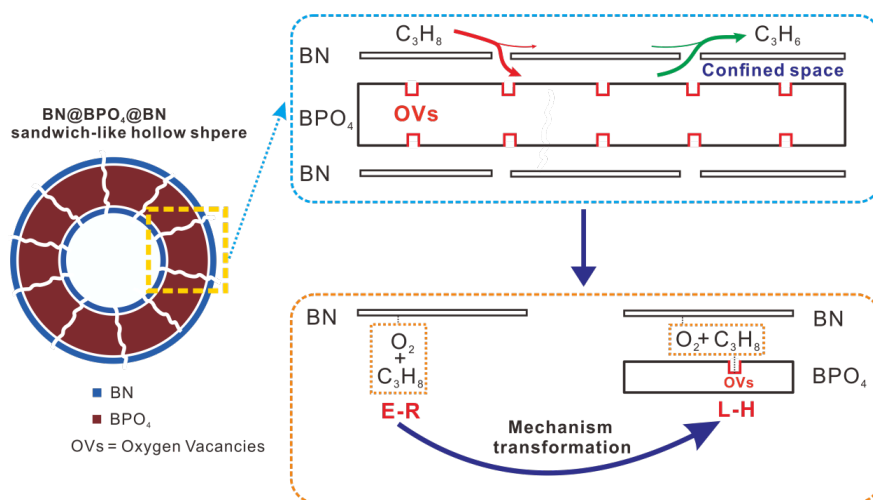 BN@BPO₄@BN
sandwich-like hollow shpere
BN
BPO₄
OVs = Oxygen Vacancies
C₃H₈
C₃H₆
BN
Confined space
OVs
BPO₄
BN
BN
O₂
+
C₃H₈
E-R
BN
O₂+ C₃H₈
OVs
BPO₄
L-H
Mechanism
transformation